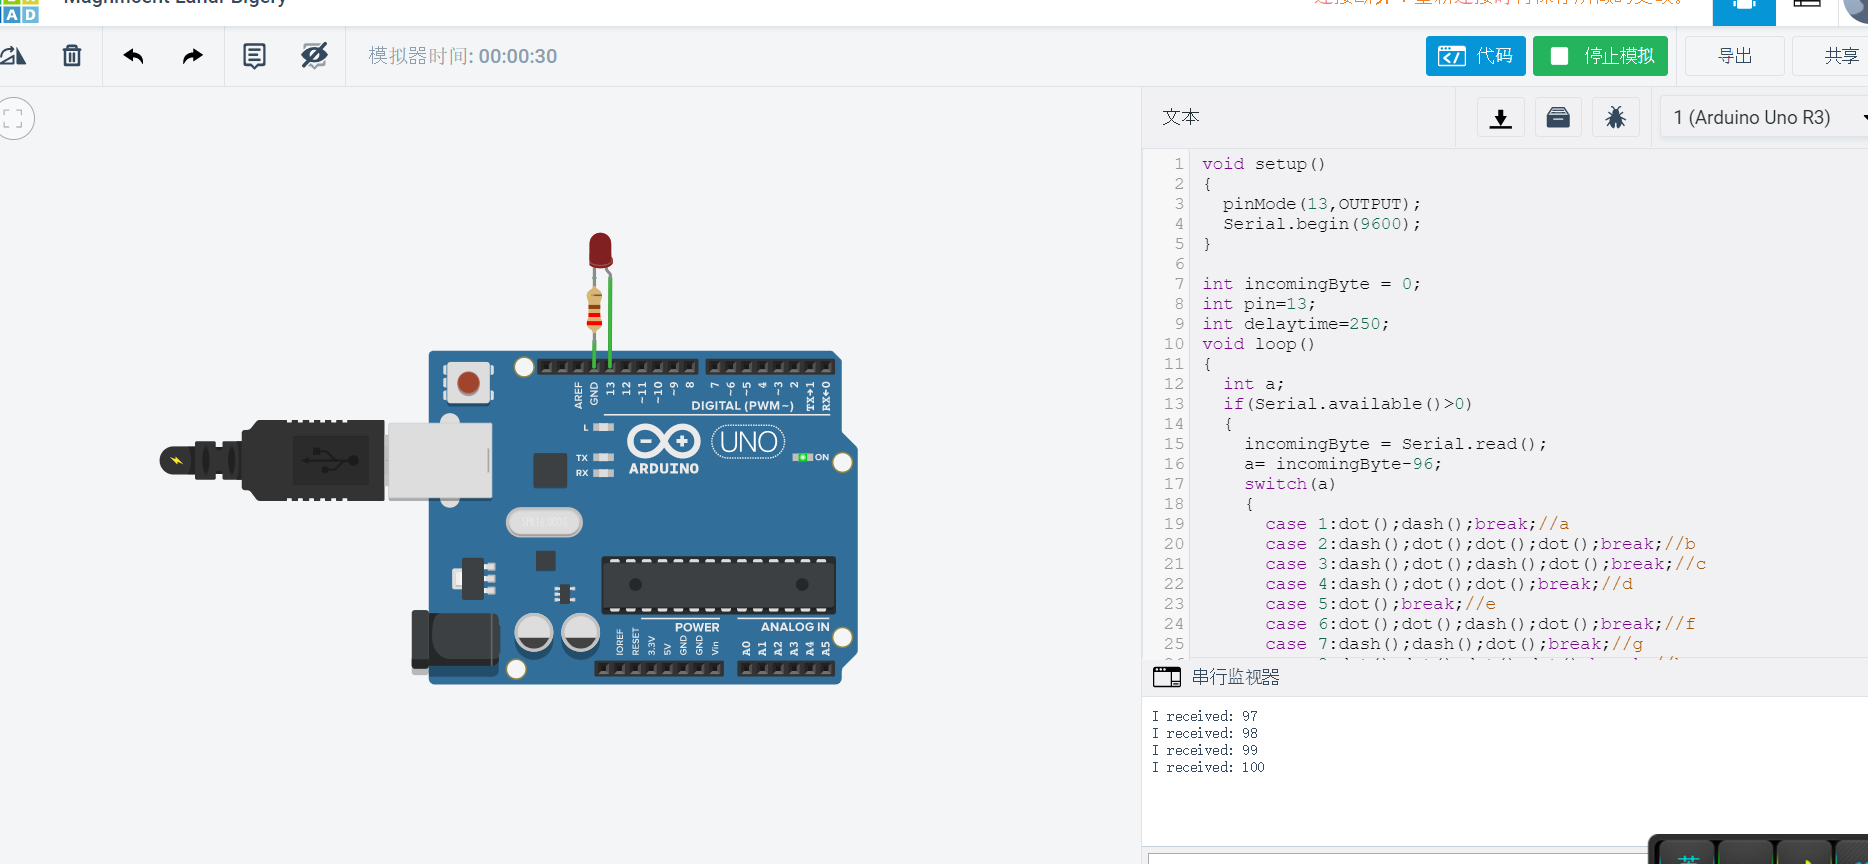 AD
模拟器时间: 00:00:30
代码
停止模拟
导出
共享
文本
1 (Arduino Uno R3)
1 void setup()
2 {
3   pinMode(13,OUTPUT);
4   Serial.begin(9600);
5 }
6
7 int incomingByte = 0;
8 int pin=13;
9 int delaytime=250;
10 void loop()
11 {
12   int a;
13   if(Serial.available()>0)
14   {
15     incomingByte = Serial.read();
16     a= incomingByte-96;
17     switch(a)
18     {
19       case 1:dot();dash();break;//a
20       case 2:dash();dot();dot();dot();break;//b
21       case 3:dash();dot();dash();dot();break;//c
22       case 4:dash();dot();dot();break;//d
23       case 5:dot();break;//e
24       case 6:dot();dot();dash();dot();break;//f
25       case 7:dash();dash();dot();break;//g
串行监视器
I received: 97
I received: 98
I received: 99
I received: 100
AREF
GND
13
12
~11
~10
~9
8
7
~6
~5
4
~3
2
TX→1
RX←0
DIGITAL (PWM~)
L
TX
RX
ARDUINO
UNO
ON
IOREF
RESET
3.3V
5V
GND
GND
Vin
POWER
ANALOG IN
A0
A1
A2
A3
A4
A5